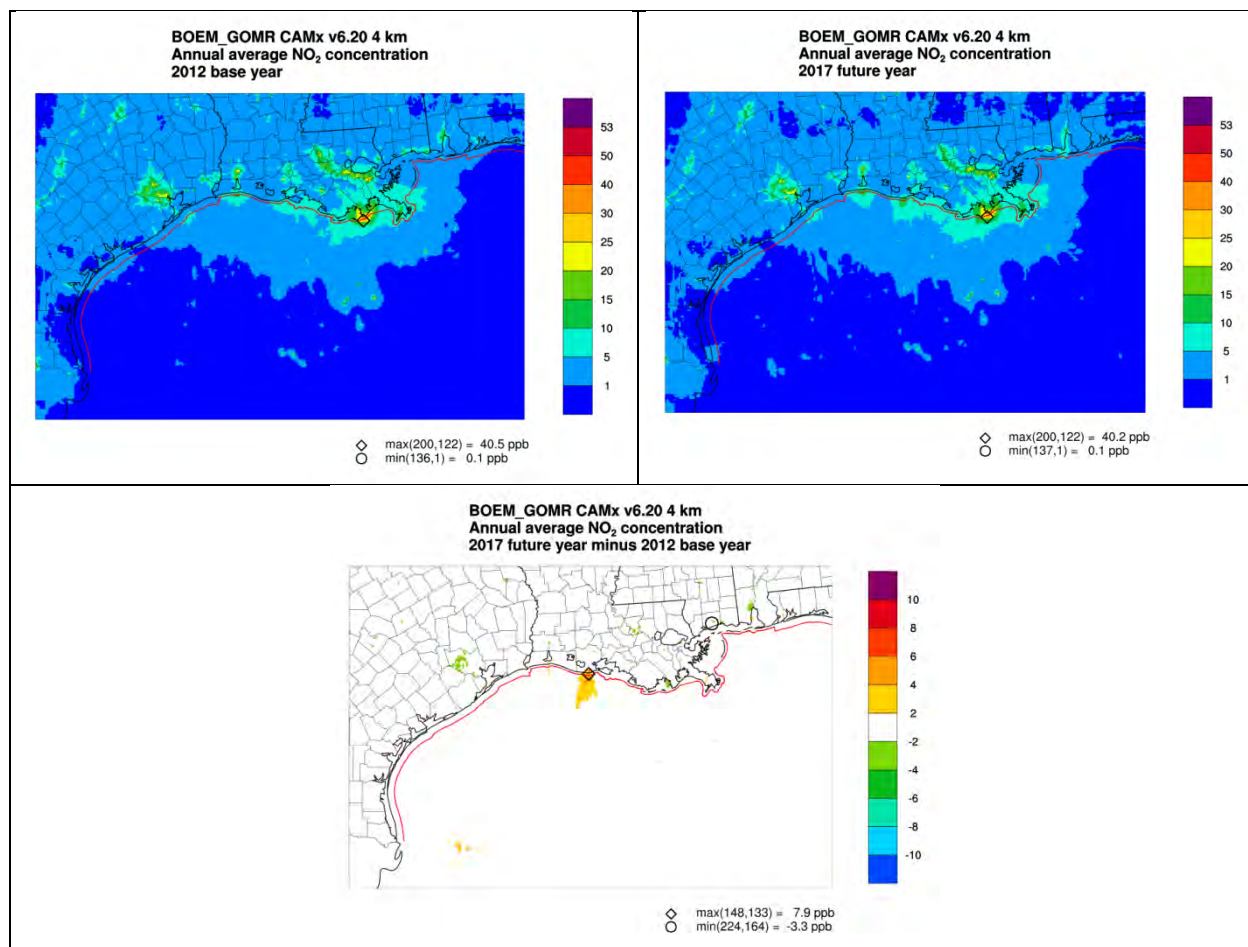 BOEM_GOMR CAMx v6.20 4 km
Annual average NO₂ concentration
2012 base year
53
50
40
30
25
20
15
10
5
1
max(200,122) = 40.5 ppb
min(136,1) = 0.1 ppb
BOEM_GOMR CAMx v6.20 4 km
Annual average NO₂ concentration
2017 future year
53
50
40
30
25
20
15
10
5
1
max(200,122) = 40.2 ppb
min(137,1) = 0.1 ppb
BOEM_GOMR CAMx v6.20 4 km
Annual average NO₂ concentration
2017 future year minus 2012 base year
10
8
6
4
2
-2
-4
-6
-8
-10
max(148,133) = 7.9 ppb
min(224,164) = -3.3 ppb